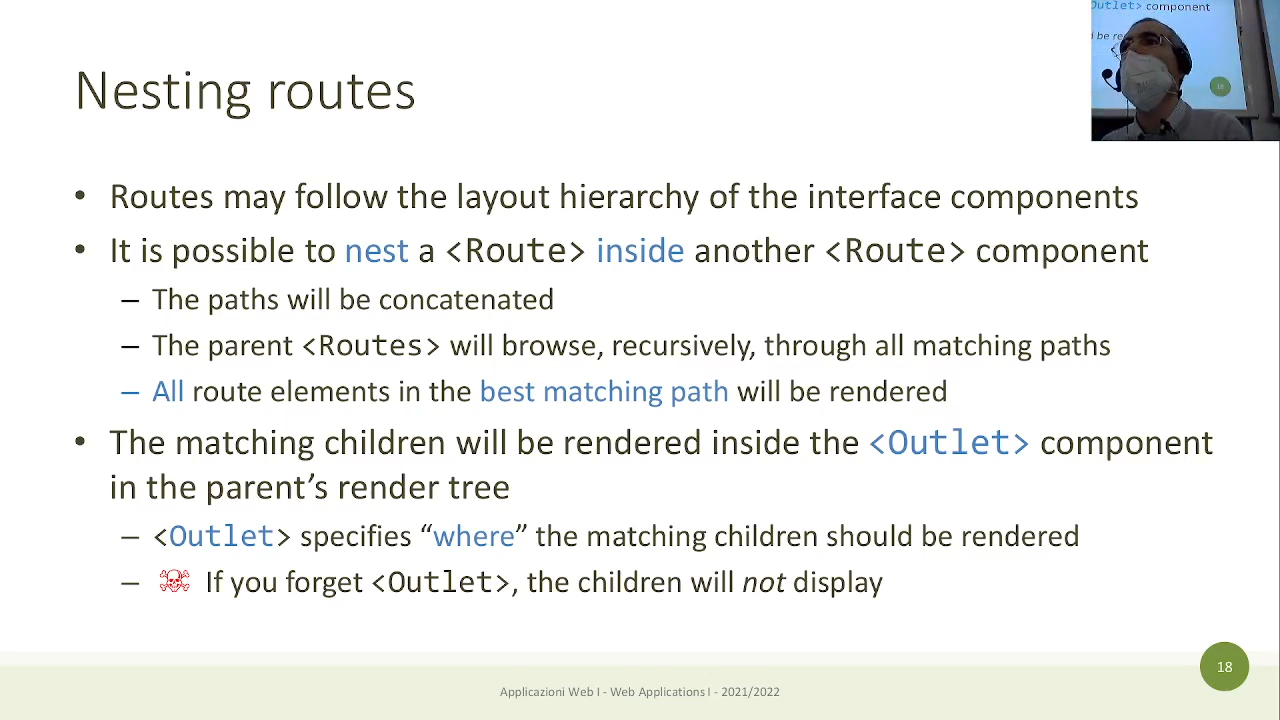 Outlet> component
Nesting routes
• Routes may follow the layout hierarchy of the interface components
• It is possible to nest a <Route> inside another <Route> component
– The paths will be concatenated
– The parent <Routes> will browse, recursively, through all matching paths
– All route elements in the best matching path will be rendered
• The matching children will be rendered inside the <Outlet> component
in the parent’s render tree
– <Outlet> specifies “where” the matching children should be rendered
– ☠ If you forget <Outlet>, the children will not display
18
Applicazioni Web I - Web Applications I - 2021/2022